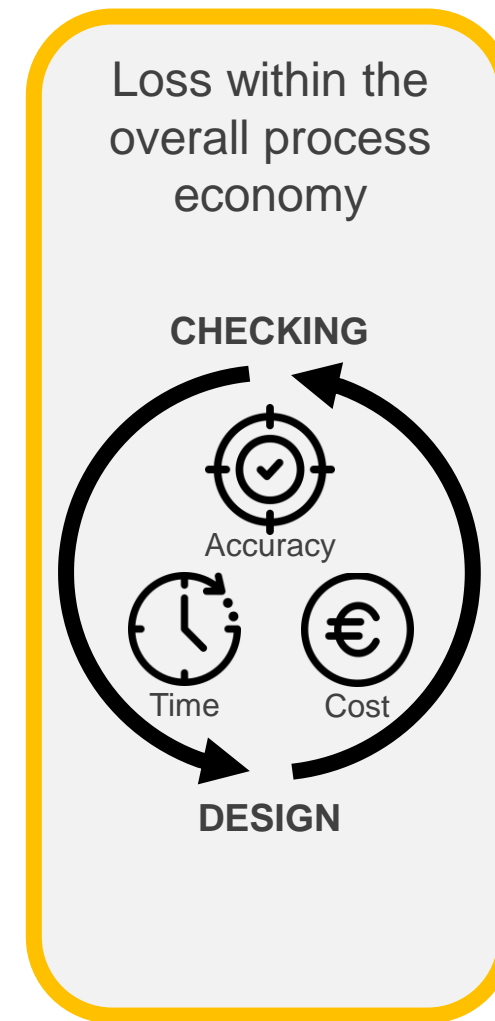 Loss within the
overall process
economy
CHECKING
Accuracy
Time
Cost
DESIGN